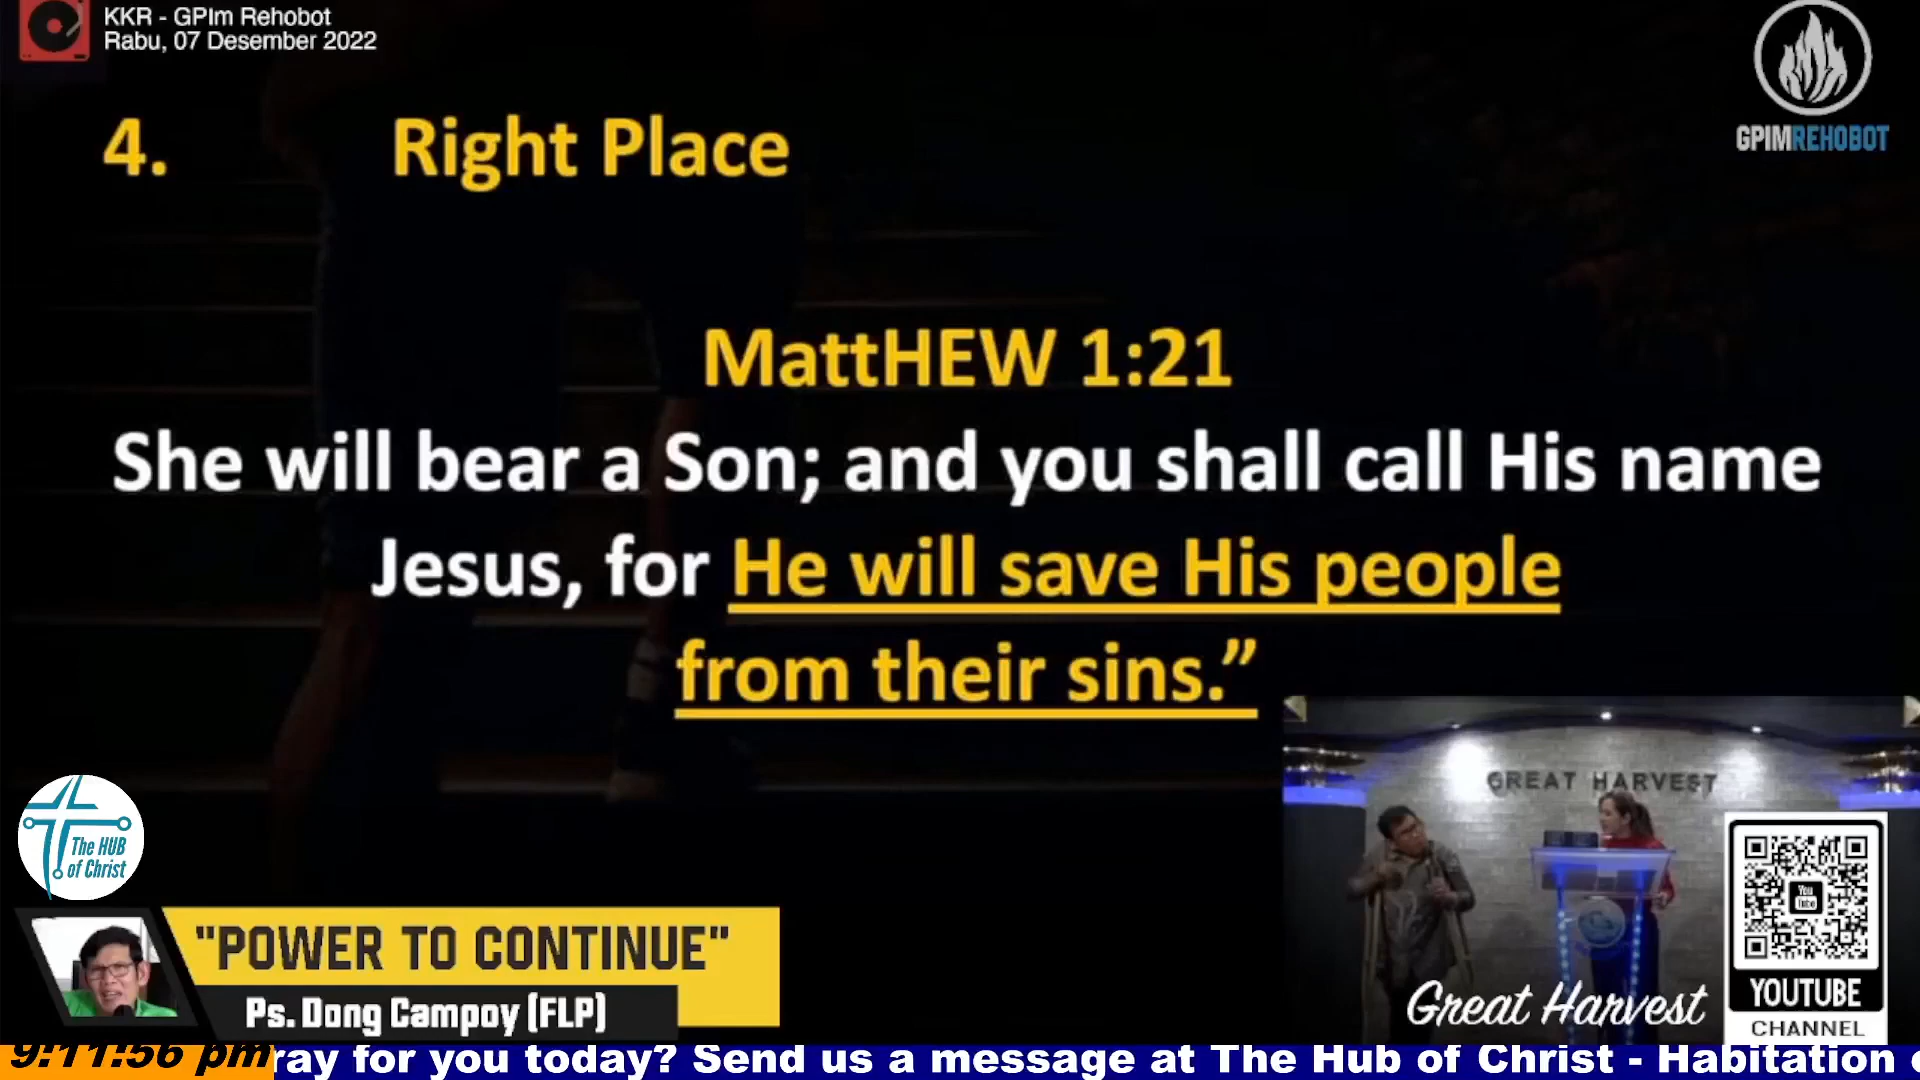 KKR - GPIm Rehobot
Rabu, 07 Desember 2022
GPIMREHOBOT
4. Right Place
MattHEW 1:21
She will bear a Son; and you shall call His name
Jesus, for He will save His people
from their sins.”
GREAT HARVEST
The HUB
of Christ
"POWER TO CONTINUE"
Ps. Dong Campoy (FLP)
Great Harvest
You
Tube
YOUTUBE
CHANNEL
9:11:56 pm
ray for you today? Send us a message at The Hub of Christ - Habitation